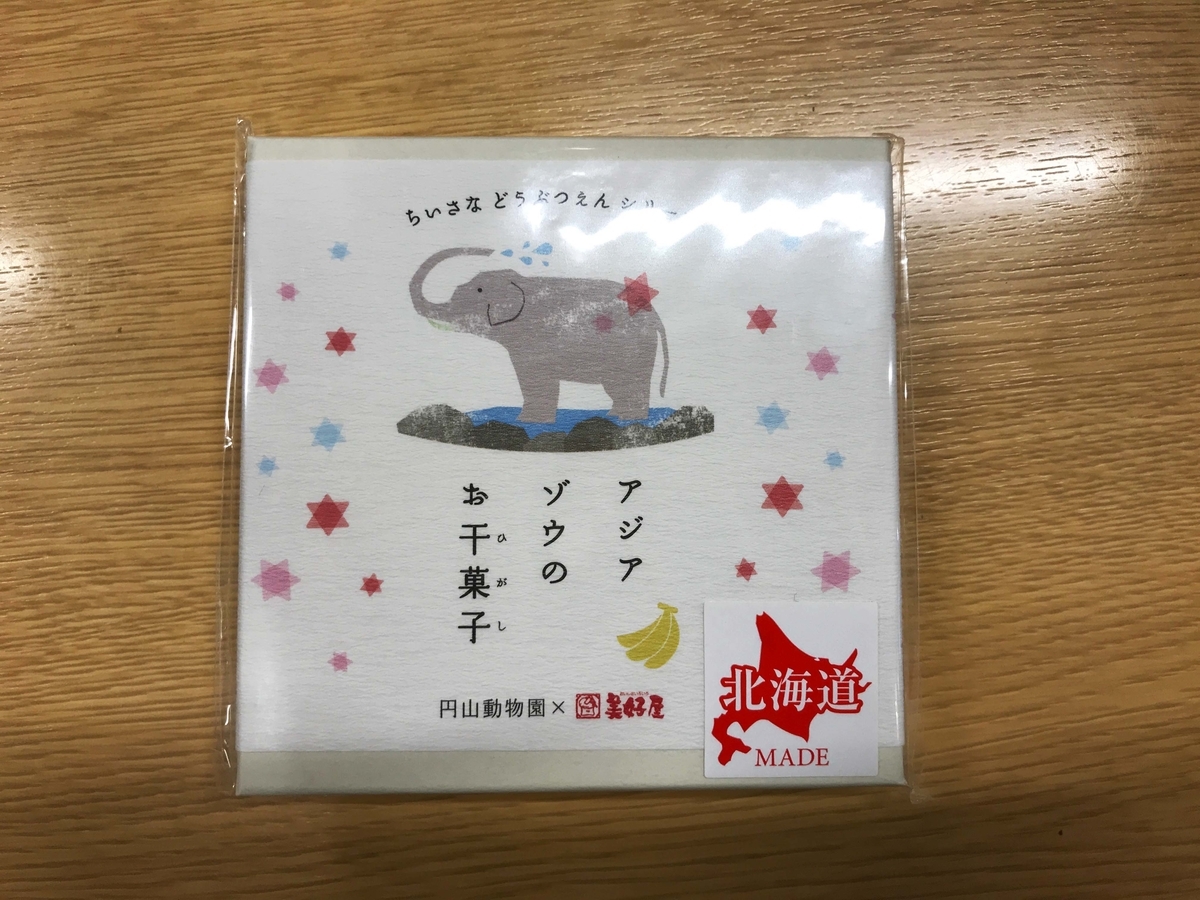 ちいさな どうぶつえん シリー
アジア
ゾウの
お干菓子
ひがし
円山動物園×美好屋
北海道
MADE